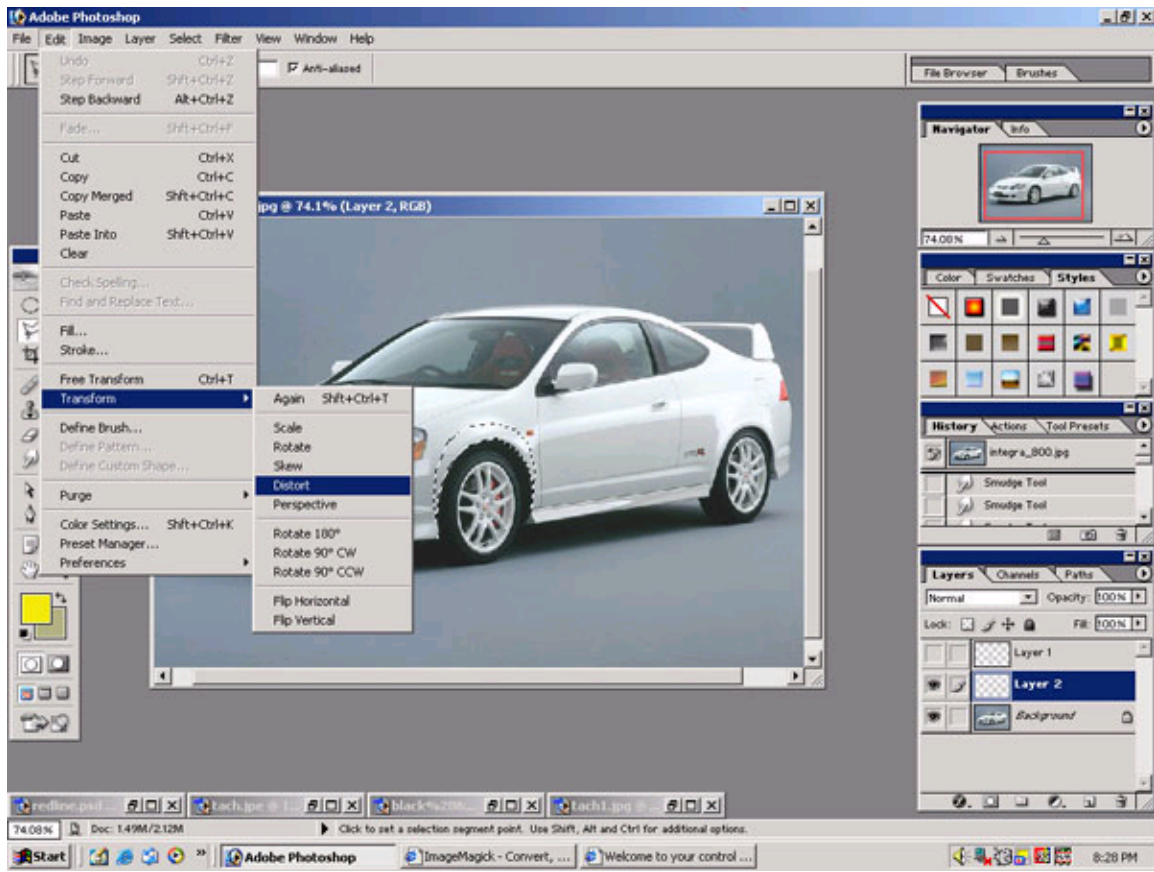 Adobe Photoshop
File Edit Image Layer Select Filter View Window Help
Anti-aliased
File Browser Brushes
Undo Ctrl+Z
Step Forward Shft+Ctrl+Z
Step Backward Alt+Ctrl+Z
Fade... Shft+Ctrl+F
Cut Ctrl+X
Copy Ctrl+C
Copy Merged Shft+Ctrl+C
Paste Ctrl+V
Paste Into Shft+Ctrl+V
Clear
Check Spelling...
Find and Replace Text...
Fill...
Stroke...
Free Transform Ctrl+T
Transform
Define Brush...
Define Pattern...
Define Custom Shape...
Purge
Color Settings... Shft+Ctrl+K
Preset Manager...
Preferences
Again Shft+Ctrl+T
Scale
Rotate
Skew
Distort
Perspective
Rotate 180°
Rotate 90° CW
Rotate 90° CCW
Flip Horizontal
Flip Vertical
jpg @ 74.1% (Layer 2, RGB)
Navigator Info
74.08%
Color Swatches Styles
History Actions Tool Presets
integra_800.jpg
Smudge Tool
Smudge Tool
Layers Channels Paths
Normal Opacity: 100%
Lock: Fill: 100%
Layer 1
Layer 2
Background
redline.psd tach.jpe @ tach1.jpg @
74.08% Doc: 1.49M/2.12M Click to set a selection segment point. Use Shift, Alt and Ctrl for additional options.
Start Adobe Photoshop ImageMagick - Convert, ... Welcome to your control ... 8:28 PM